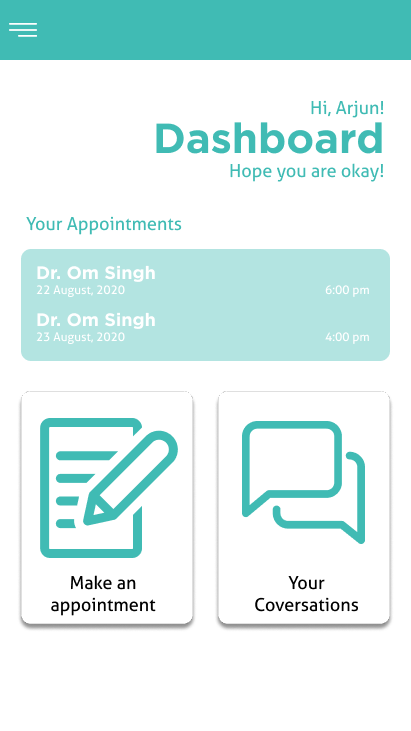 Hi, Arjun!
Dashboard
Hope you are okay!
Your Appointments
Dr. Om Singh
22 August, 2020 6:00 pm
Dr. Om Singh
23 August, 2020 4:00 pm
Make an
appointment
Your
Coversations